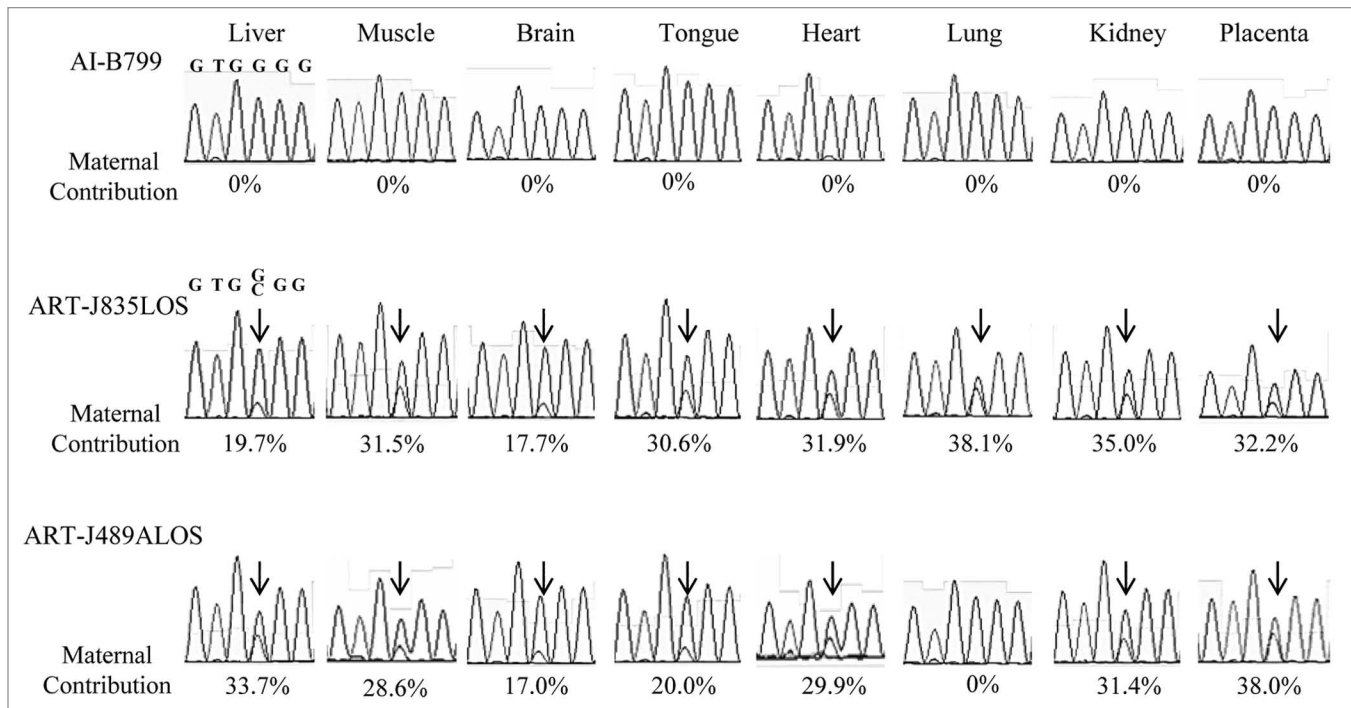 Liver Muscle Brain Tongue Heart Lung Kidney Placenta
AI-B799
G T G G G G
Maternal
Contribution
0% 0% 0% 0% 0% 0% 0% 0%
G
G T G C G G
ART-J835LOS
Maternal
Contribution
19.7% 31.5% 17.7% 30.6% 31.9% 38.1% 35.0% 32.2%
ART-J489ALOS
Maternal
Contribution
33.7% 28.6% 17.0% 20.0% 29.9% 0% 31.4% 38.0%